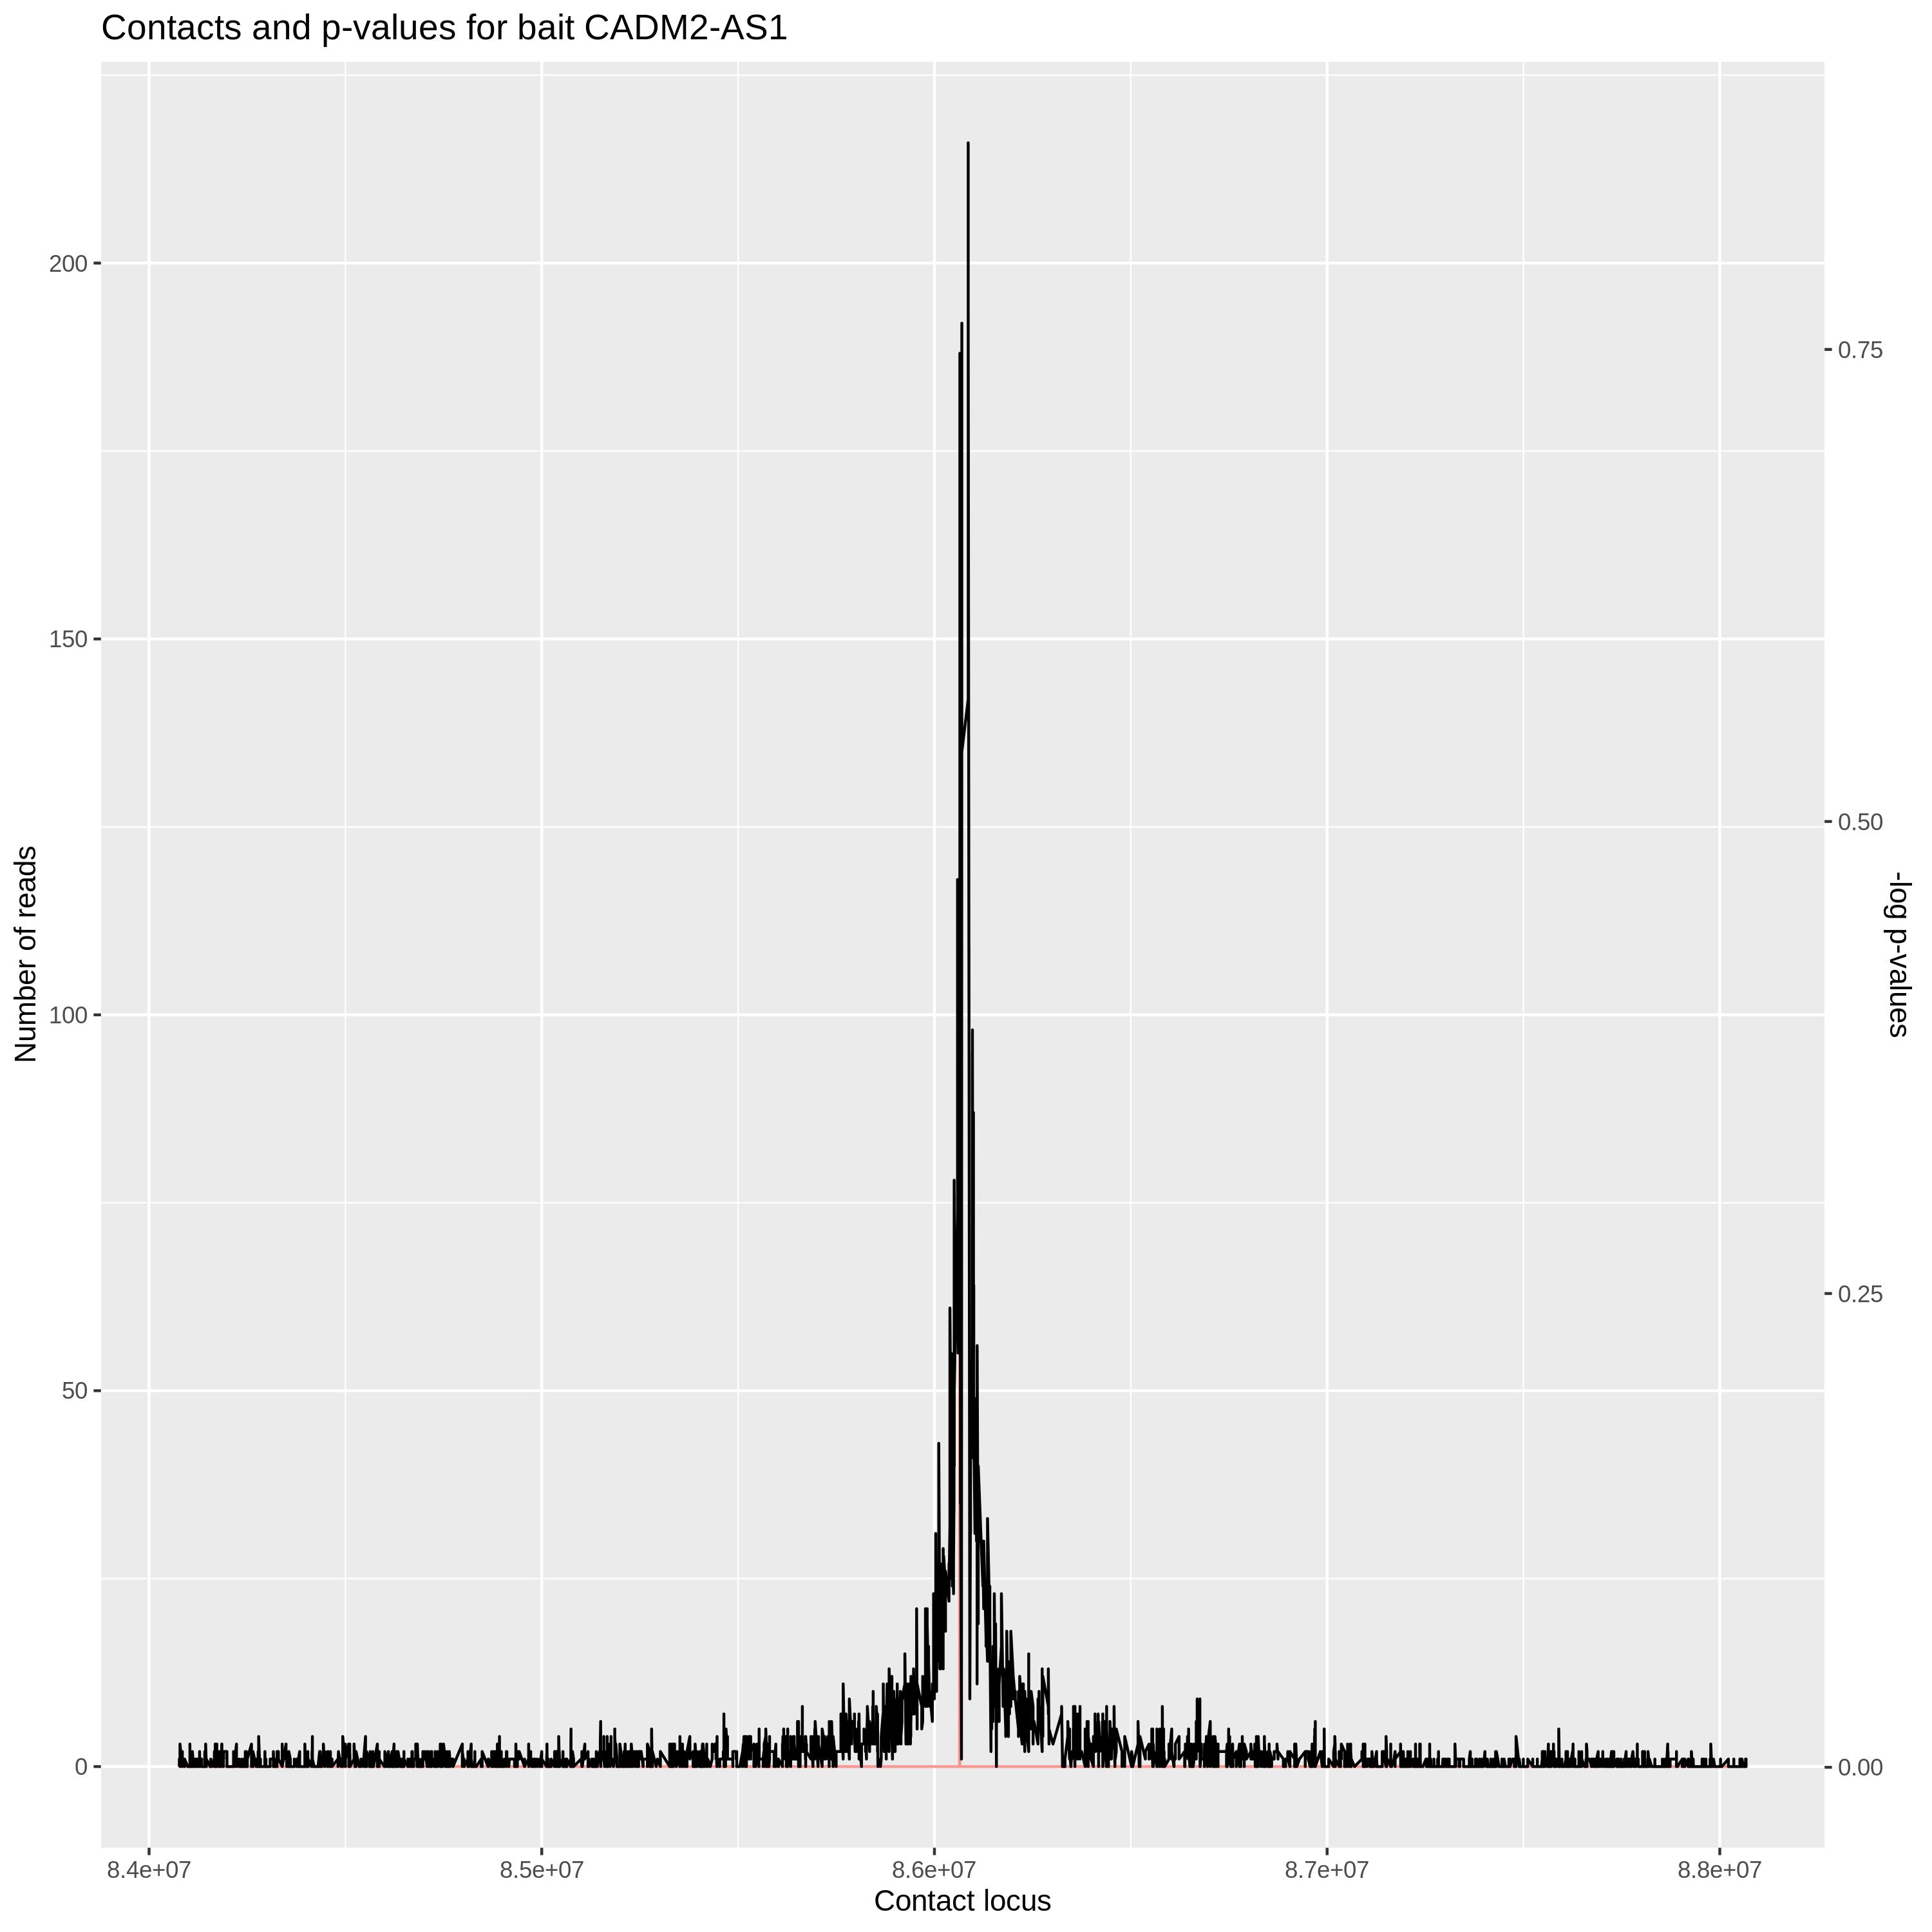 Contacts and p-values for bait CADM2-AS1
200
150
100
50
0
Number of reads
0.75
0.50
0.25
0.00
-log p-values
8.4e+07
8.5e+07
8.6e+07
8.7e+07
8.8e+07
Contact locus